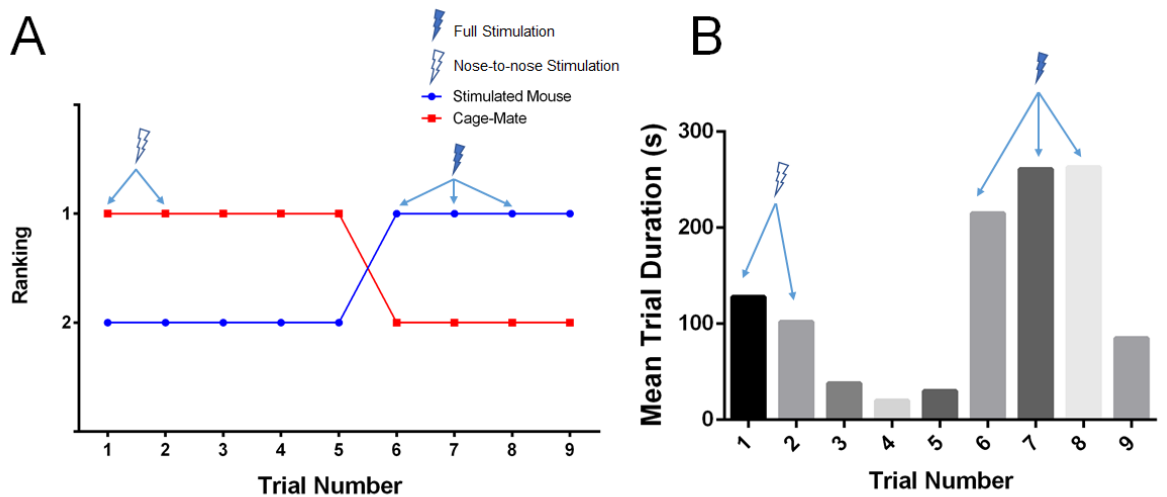 A
Full Stimulation
Nose-to-nose Stimulation
Stimulated Mouse
Cage-Mate
Ranking
1
2
1 2 3 4 5 6 7 8 9
Trial Number
B
Mean Trial Duration (s)
300
200
100
0
1 2 3 4 5 6 7 8 9
Trial Number